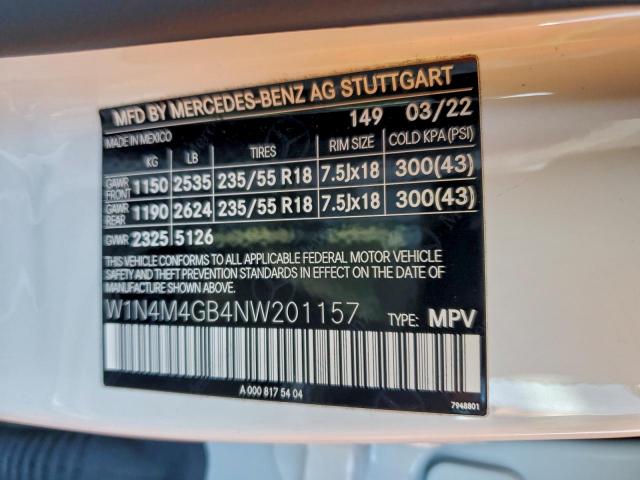 MFD BY MERCEDES-BENZ AG STUTTGART
149 03/22
MADE IN MEXICO
KG LB TIRES RIM SIZE COLD KPA (PSI)
GAWR FRONT 1150 2535 235/55 R18 7.5Jx18 300(43)
GAWR REAR 1190 2624 235/55 R18 7.5Jx18 300(43)
GVWR 2325 5126
THIS VEHICLE CONFORMS TO ALL APPLICABLE FEDERAL MOTOR VEHICLE
SAFETY AND THEFT PREVENTION STANDARDS IN EFFECT ON THE DATE OF
MANUFACTURE SHOWN ABOVE.
W1N4M4GB4NW201157 TYPE: MPV
A 000 817 54 04
7948801